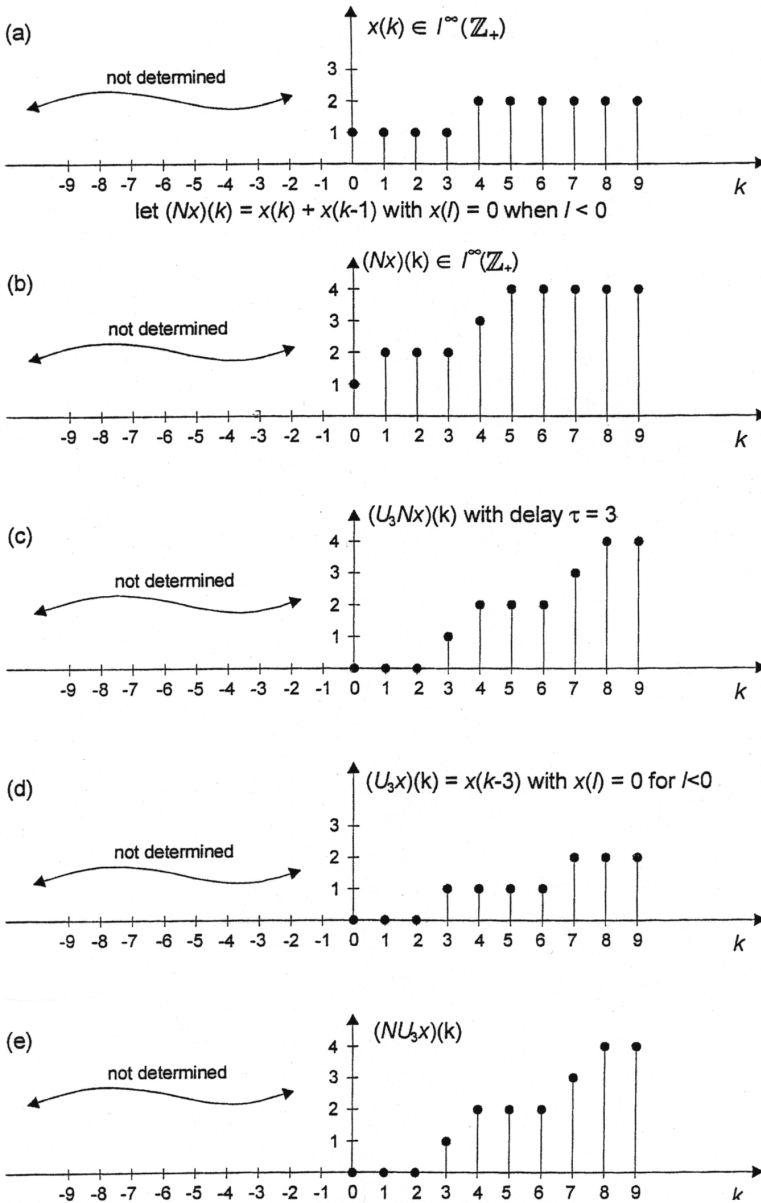 (a)
x(k) ∈ l^∞(ℤ₊)
not determined
3
2
1
-9 -8 -7 -6 -5 -4 -3 -2 -1 0 1 2 3 4 5 6 7 8 9 k
let (Nx)(k) = x(k) + x(k-1) with x(l) = 0 when l < 0
(b)
(Nx)(k) ∈ l^∞(ℤ₊)
not determined
4
3
2
1
-9 -8 -7 -6 -5 -4 -3 -2 -1 0 1 2 3 4 5 6 7 8 9 k
(c)
(U₃Nx)(k) with delay τ = 3
not determined
4
3
2
1
-9 -8 -7 -6 -5 -4 -3 -2 -1 0 1 2 3 4 5 6 7 8 9 k
(d)
(U₃x)(k) = x(k-3) with x(l) = 0 for l<0
not determined
3
2
1
-9 -8 -7 -6 -5 -4 -3 -2 -1 0 1 2 3 4 5 6 7 8 9 k
(e)
(NU₃x)(k)
not determined
4
3
2
1
-9 -8 -7 -6 -5 -4 -3 -2 -1 0 1 2 3 4 5 6 7 8 9 k